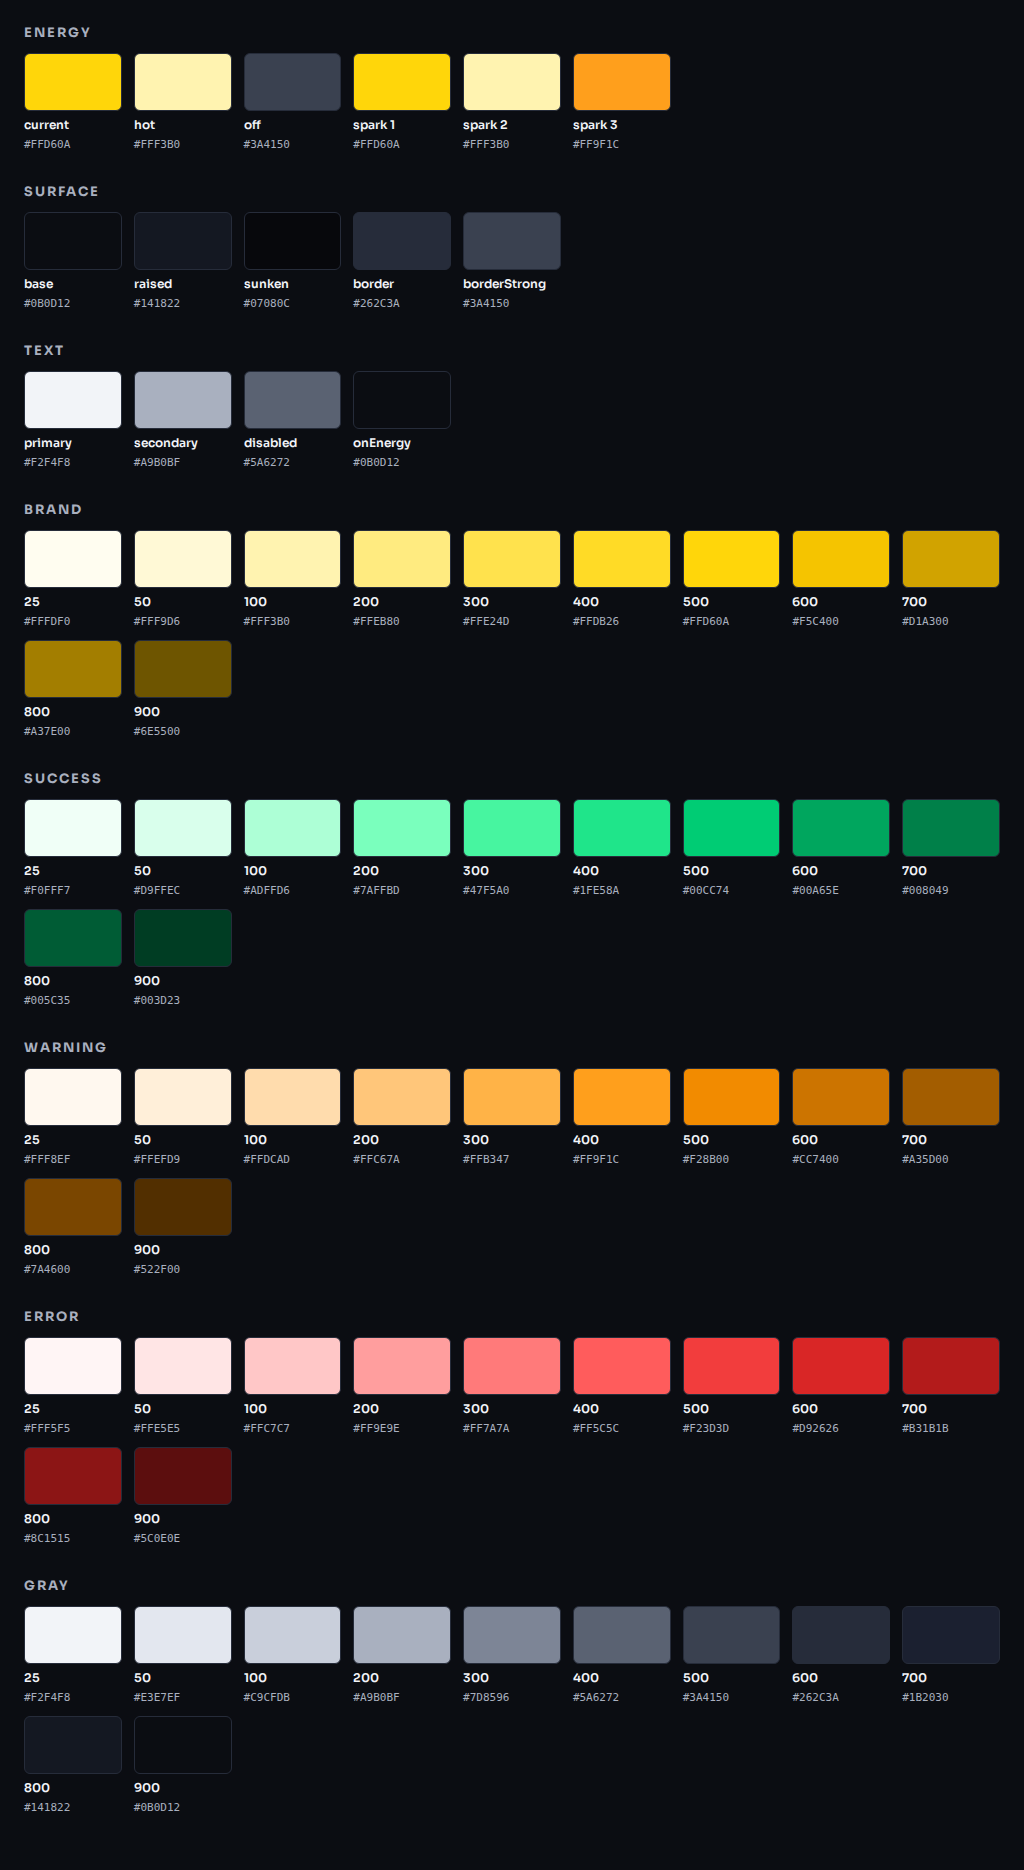 ENERGY
current hot off spark 1 spark 2 spark 3
#FFD60A #FFF3B0 #3A4150 #FFD60A #FFF3B0 #FF9F1C
SURFACE
base raised sunken border borderStrong
#0B0D12 #141822 #07080C #262C3A #3A4150
TEXT
primary secondary disabled onEnergy
#F2F4F8 #A9B0BF #5A6272 #0B0D12
BRAND
25 50 100 200 300 400 500 600 700
#FFFDF0 #FFF9D6 #FFF3B0 #FFEB80 #FFE24D #FFDB26 #FFD60A #F5C400 #D1A300
800 900
#A37E00 #6E5500
SUCCESS
25 50 100 200 300 400 500 600 700
#F0FFF7 #D9FFEC #ADFFD6 #7AFFBD #47F5A0 #1FE58A #00CC74 #00A65E #008049
800 900
#005C35 #003D23
WARNING
25 50 100 200 300 400 500 600 700
#FFF8EF #FFEFD9 #FFDCAD #FFC67A #FFB347 #FF9F1C #F28B00 #CC7400 #A35D00
800 900
#7A4600 #522F00
ERROR
25 50 100 200 300 400 500 600 700
#FFF5F5 #FFE5E5 #FFC7C7 #FF9E9E #FF7A7A #FF5C5C #F23D3D #D92626 #B31B1B
800 900
#8C1515 #5C0E0E
GRAY
25 50 100 200 300 400 500 600 700
#F2F4F8 #E3E7EF #C9CFDB #A9B0BF #7D8596 #5A6272 #3A4150 #262C3A #1B2030
800 900
#141822 #0B0D12